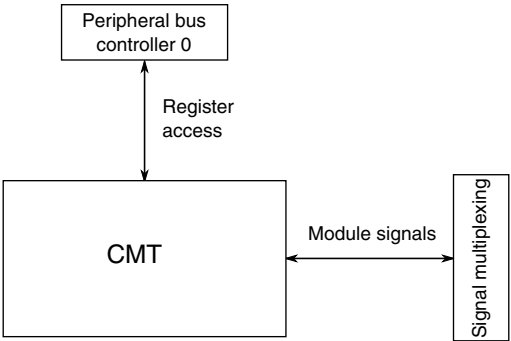 Peripheral bus
controller 0
Register
access
CMT
Module signals
Signal multiplexing